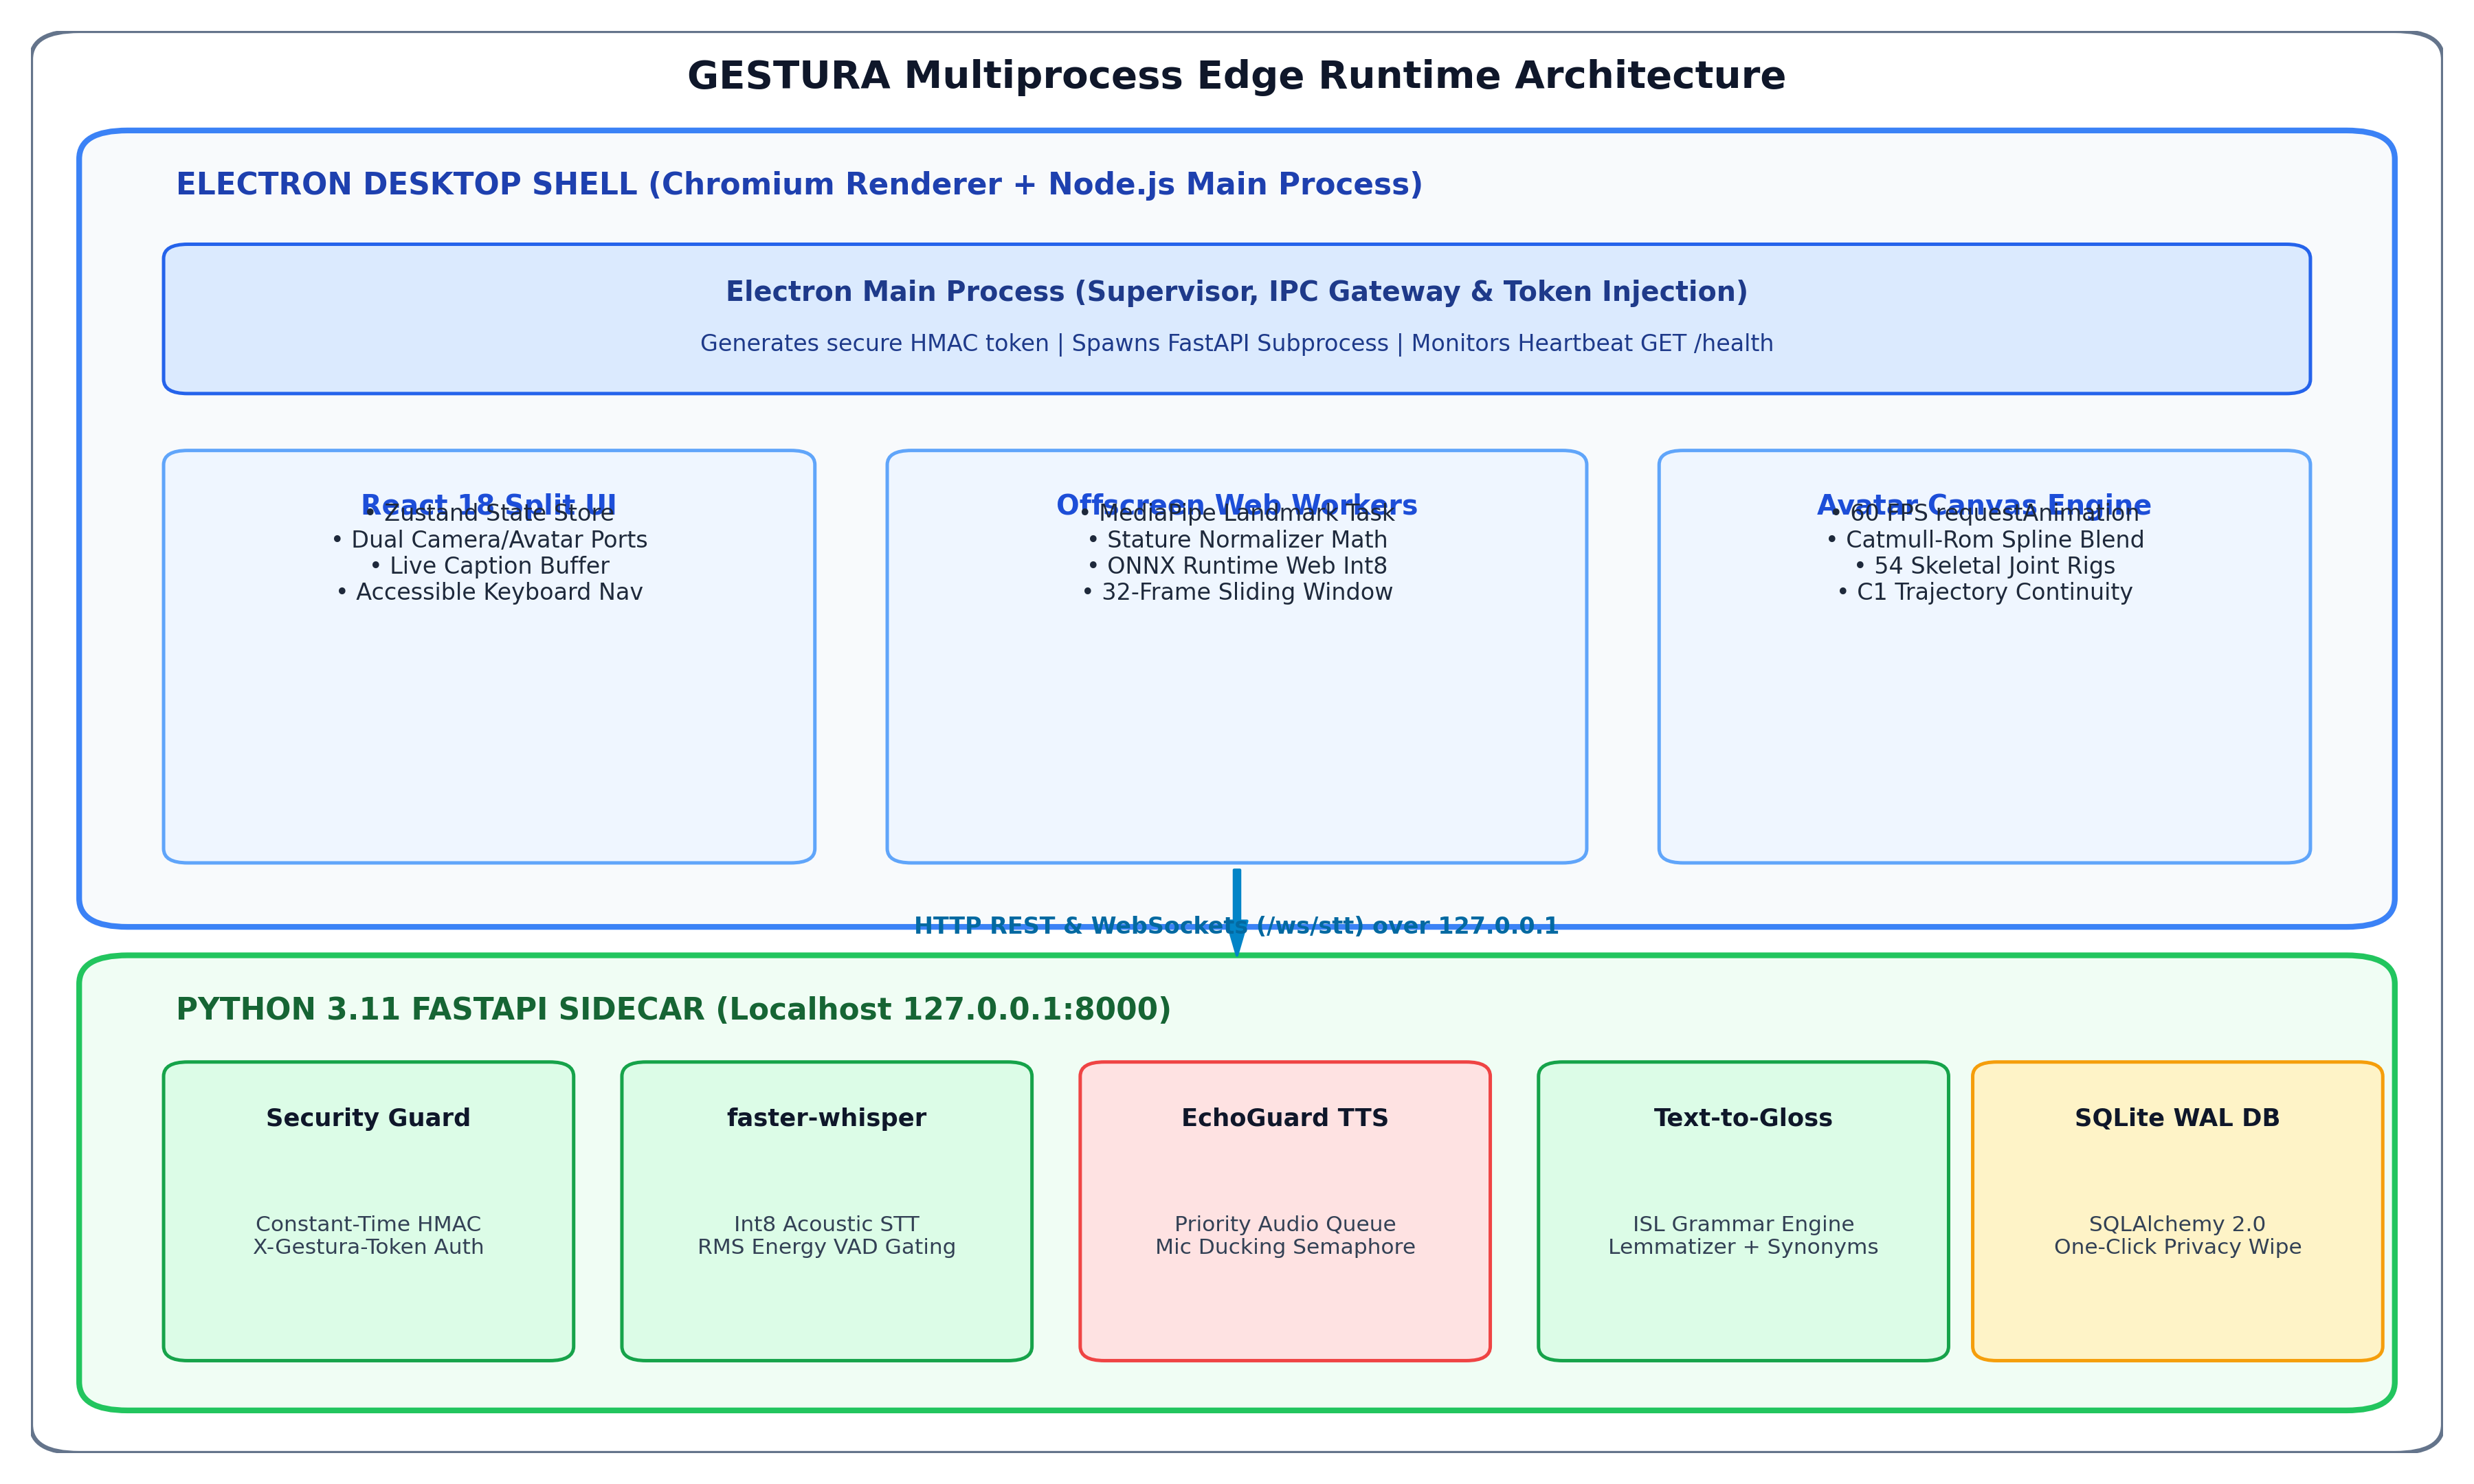 GESTURA Multiprocess Edge Runtime Architecture
ELECTRON DESKTOP SHELL (Chromium Renderer + Node.js Main Process)
Electron Main Process (Supervisor, IPC Gateway & Token Injection)
Generates secure HMAC token | Spawns FastAPI Subprocess | Monitors Heartbeat GET /health
React 18 Split UI
• Zustand State Store
• Dual Camera/Avatar Ports
• Live Caption Buffer
• Accessible Keyboard Nav
Offscreen Web Workers
• MediaPipe Landmark Task
• Stature Normalizer Math
• ONNX Runtime Web Int8
• 32-Frame Sliding Window
Avatar Canvas Engine
• 60 FPS requestAnimation
• Catmull-Rom Spline Blend
• 54 Skeletal Joint Rigs
• C1 Trajectory Continuity
HTTP REST & WebSockets (/ws/stt) over 127.0.0.1
PYTHON 3.11 FASTAPI SIDECAR (Localhost 127.0.0.1:8000)
Security Guard
Constant-Time HMAC
X-Gestura-Token Auth
faster-whisper
Int8 Acoustic STT
RMS Energy VAD Gating
EchoGuard TTS
Priority Audio Queue
Mic Ducking Semaphore
Text-to-Gloss
ISL Grammar Engine
Lemmatizer + Synonyms
SQLite WAL DB
SQLAlchemy 2.0
One-Click Privacy Wipe